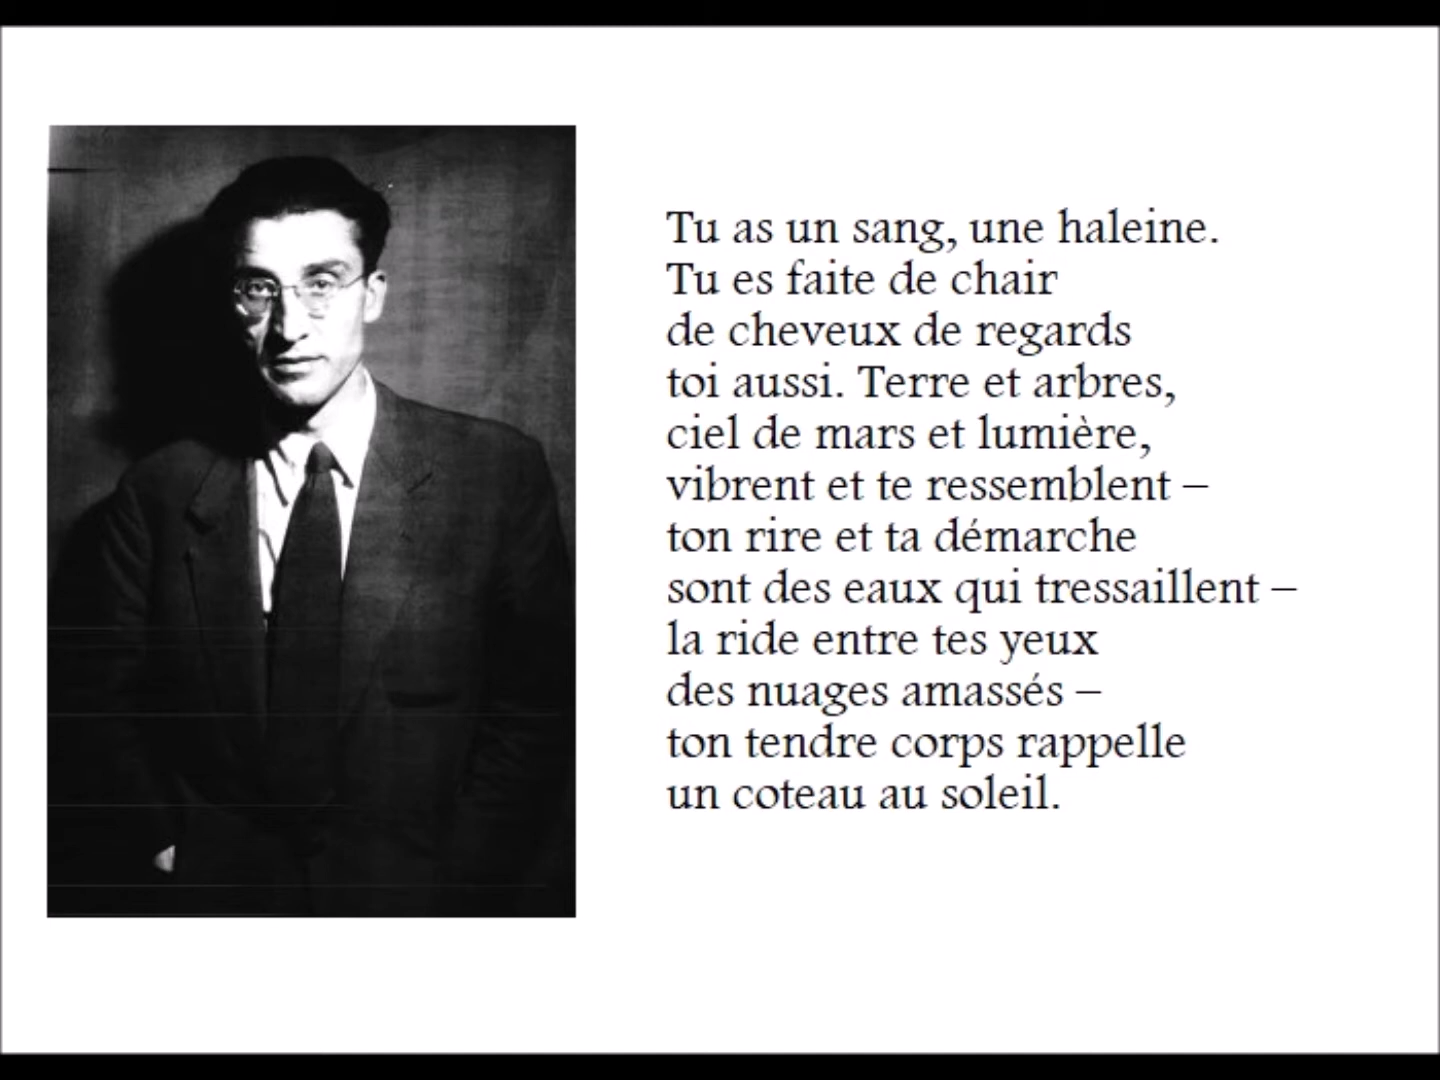 Tu as un sang, une haleine.
Tu es faite de chair
de cheveux de regards
toi aussi. Terre et arbres,
ciel de mars et lumière,
vibrent et te ressemblent –
ton rire et ta démarche
sont des eaux qui tressaillent –
la ride entre tes yeux
des nuages amassés –
ton tendre corps rappelle
un coteau au soleil.